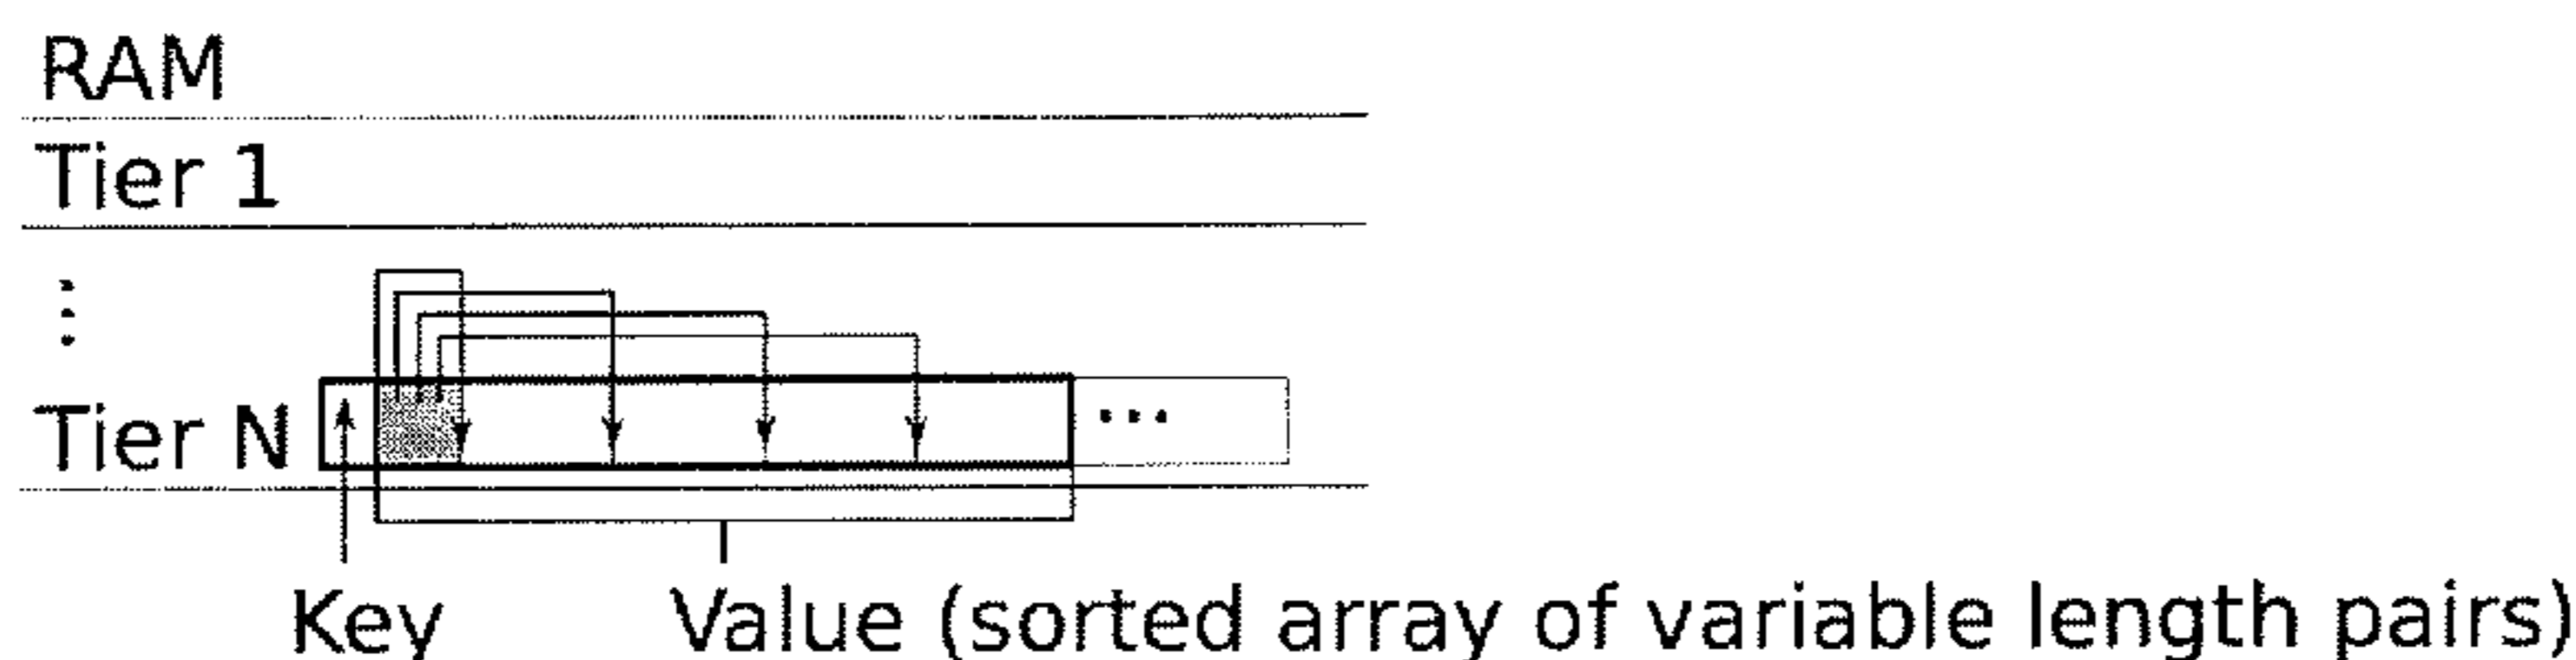 RAM
Tier 1
⋮
Tier N ...
Key Value (sorted array of variable length pairs)